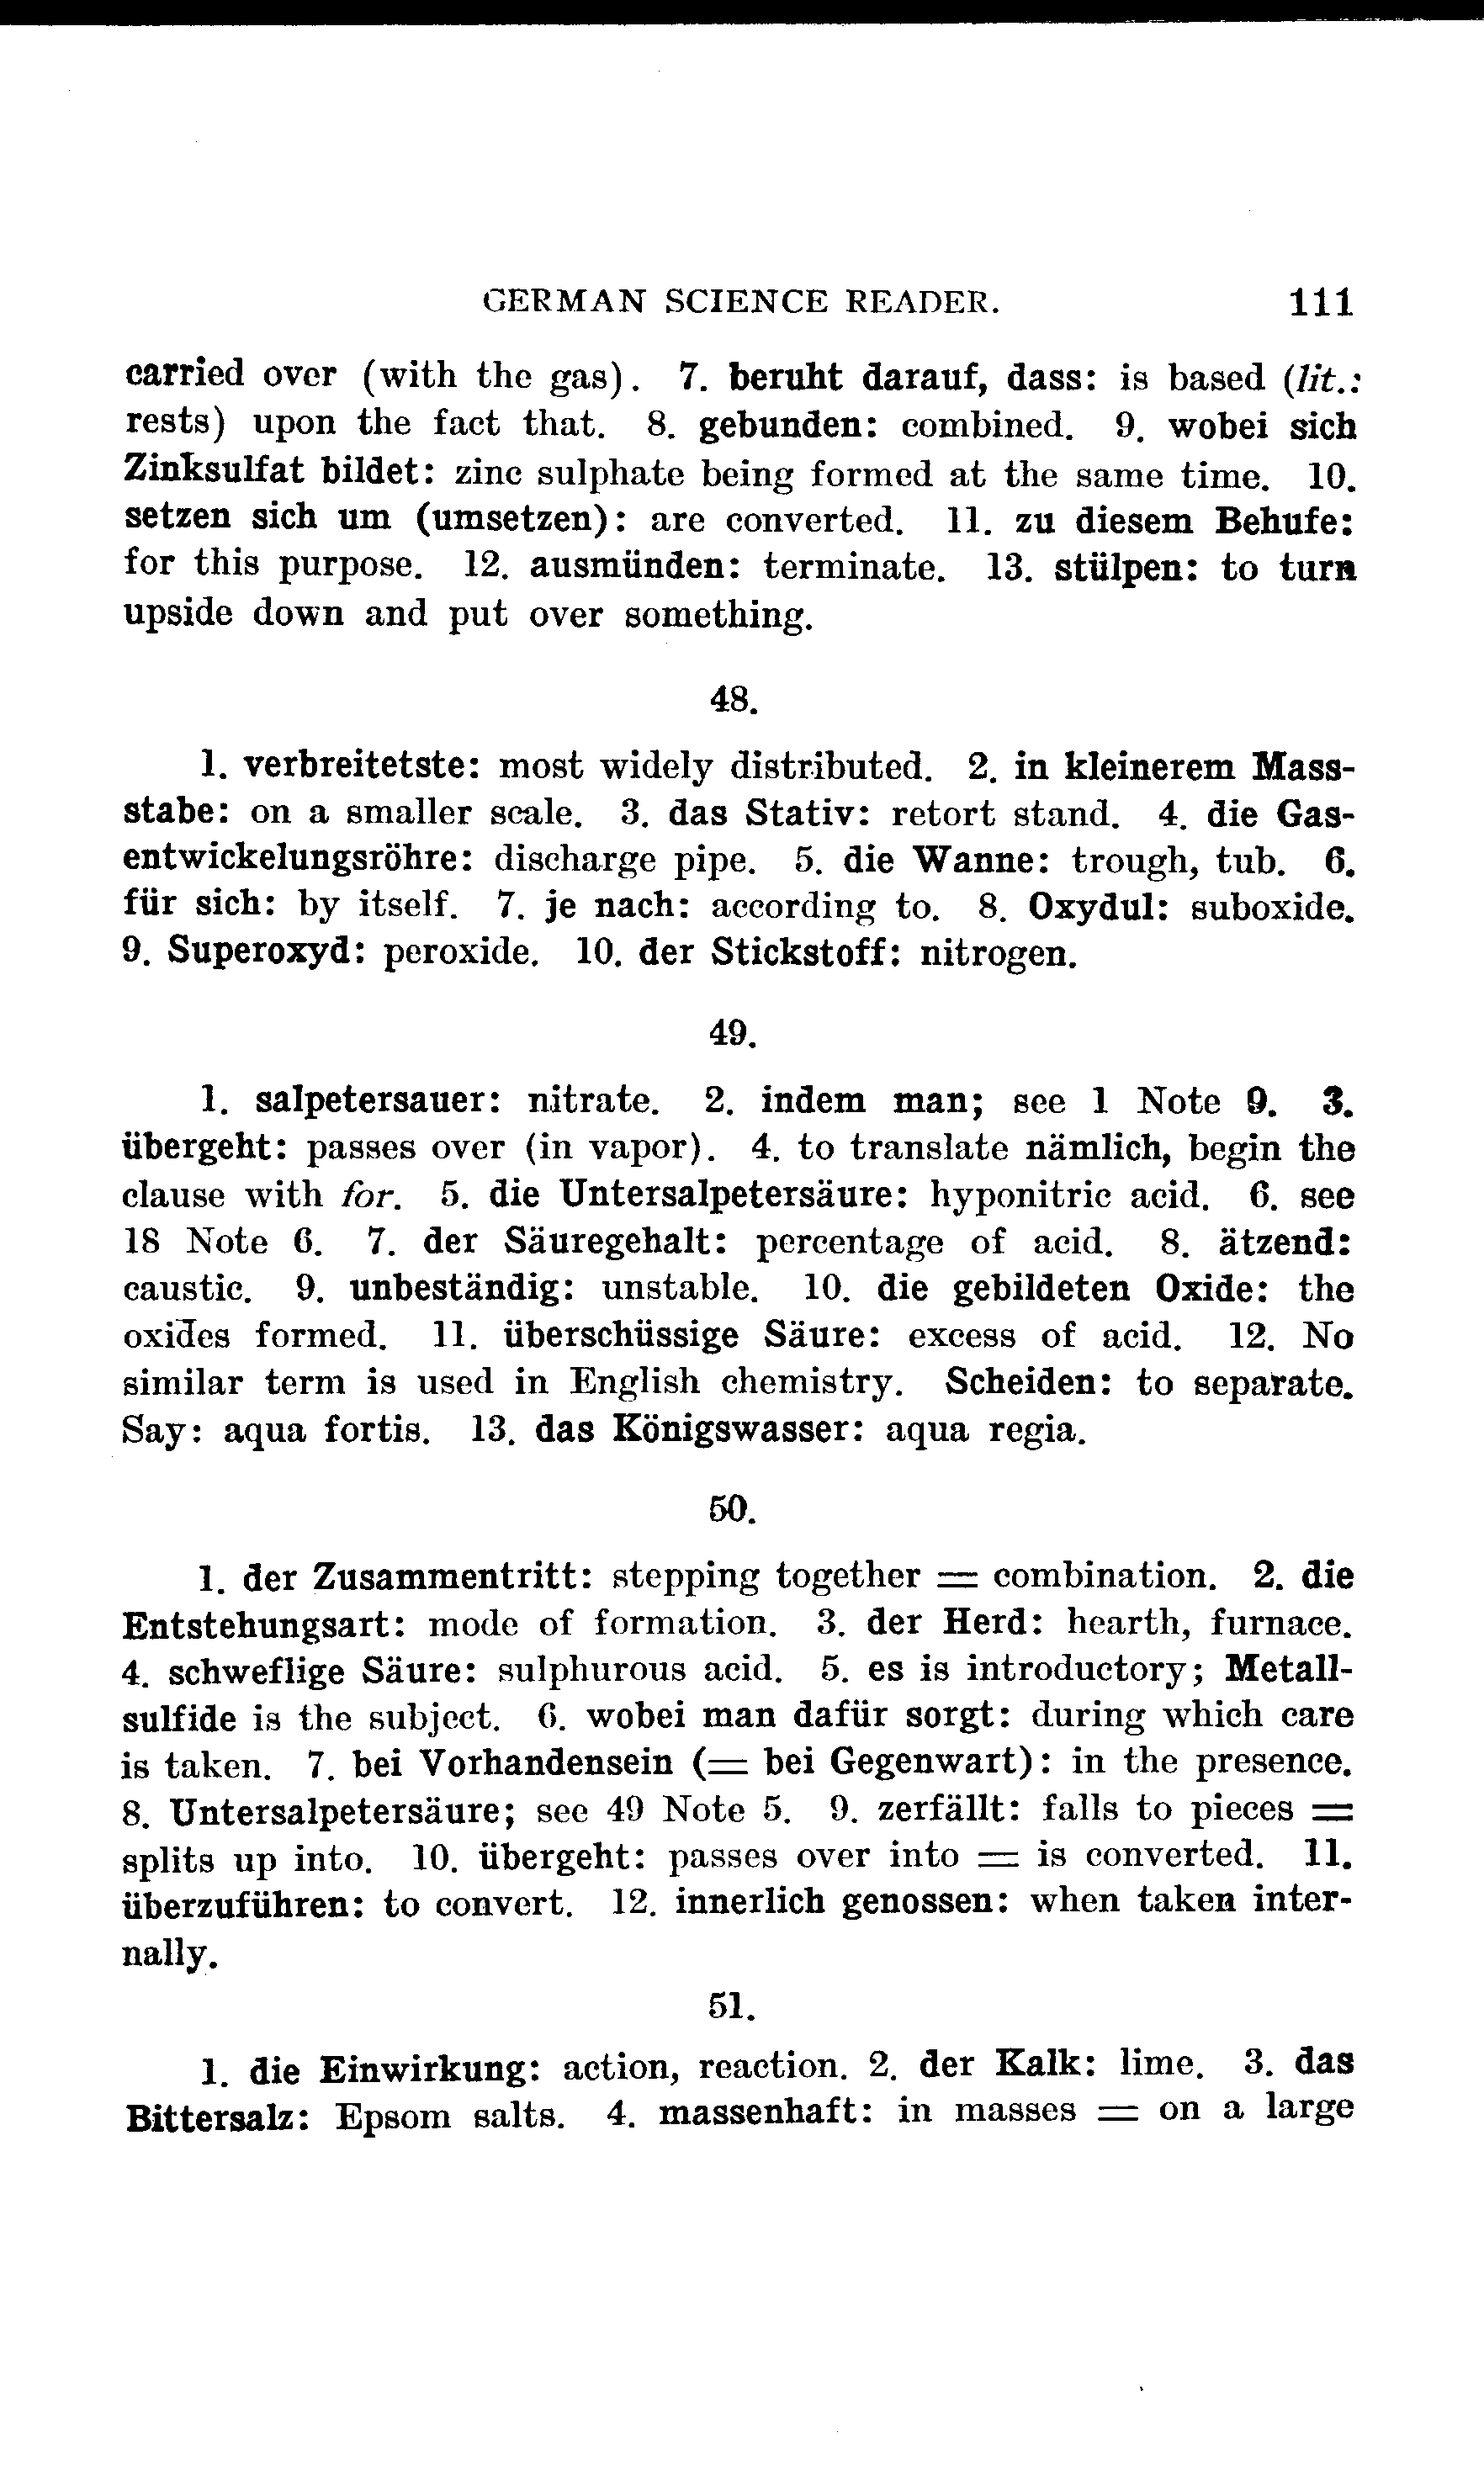 GERMAN SCIENCE READER. 111
carried over (with the gas). 7. beruht darauf, dass: is based (lit.:
rests) upon the fact that. 8. gebunden: combined. 9. wobei sich
Zinksulfat bildet: zinc sulphate being formed at the same time. 10.
setzen sich um (umsetzen): are converted. 11. zu diesem Behufe:
for this purpose. 12. ausmünden: terminate. 13. stülpen: to turn
upside down and put over something.
48.
1. verbreitetste: most widely distributed. 2. in kleinerem Mass-
stabe: on a smaller scale. 3. das Stativ: retort stand. 4. die Gas-
entwickelungsröhre: discharge pipe. 5. die Wanne: trough, tub. 6.
für sich: by itself. 7. je nach: according to. 8. Oxydul: suboxide.
9. Superoxyd: peroxide. 10. der Stickstoff: nitrogen.
49.
1. salpetersauer: nitrate. 2. indem man; see 1 Note 9. 3.
übergeht: passes over (in vapor). 4. to translate nämlich, begin the
clause with for. 5. die Untersalpetersäure: hyponitric acid. 6. see
18 Note 6. 7. der Säuregehalt: percentage of acid. 8. ätzend:
caustic. 9. unbeständig: unstable. 10. die gebildeten Oxide: the
oxides formed. 11. überschüssige Säure: excess of acid. 12. No
similar term is used in English chemistry. Scheiden: to separate.
Say: aqua fortis. 13. das Königswasser: aqua regia.
50.
1. der Zusammentritt: stepping together = combination. 2. die
Entstehungsart: mode of formation. 3. der Herd: hearth, furnace.
4. schweflige Säure: sulphurous acid. 5. es is introductory; Metall-
sulfide is the subject. 6. wobei man dafür sorgt: during which care
is taken. 7. bei Vorhandensein (= bei Gegenwart): in the presence.
8. Untersalpetersäure; see 49 Note 5. 9. zerfällt: falls to pieces =
splits up into. 10. übergeht: passes over into = is converted. 11.
überzuführen: to convert. 12. innerlich genossen: when taken inter-
nally.
51.
1. die Einwirkung: action, reaction. 2. der Kalk: lime. 3. das
Bittersalz: Epsom salts. 4. massenhaft: in masses = on a large